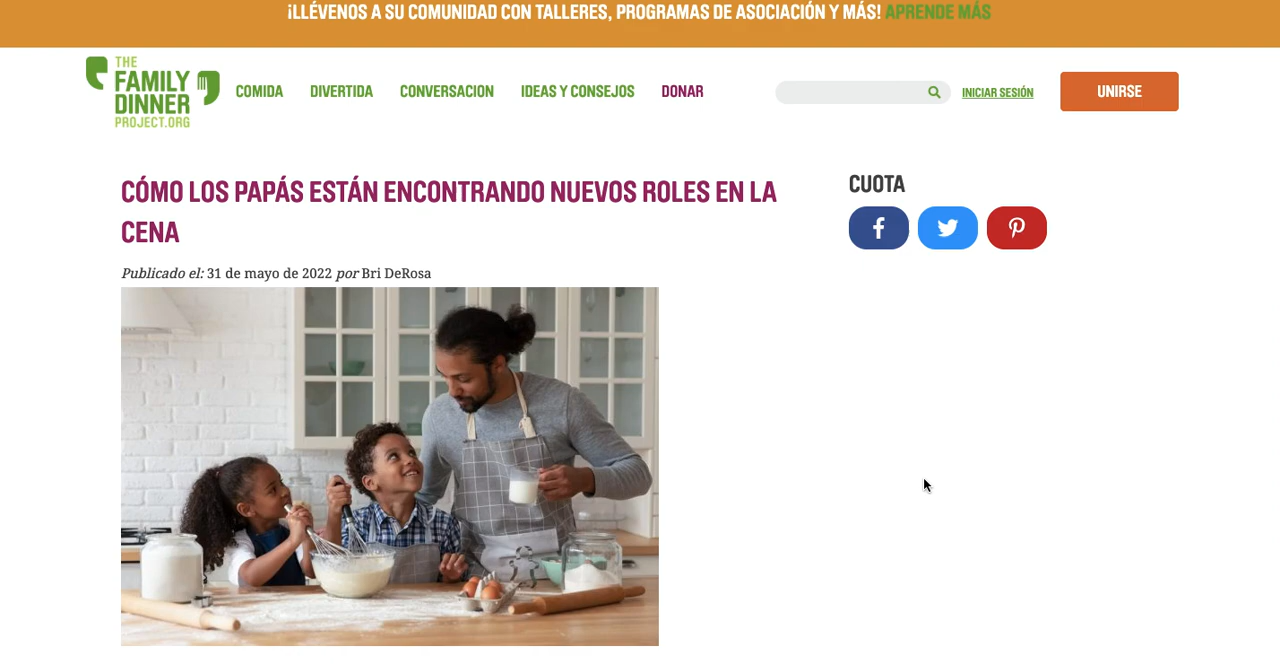 ¡LLÉVENOS A SU COMUNIDAD CON TALLERES, PROGRAMAS DE ASOCIACIÓN Y MÁS! APRENDE MÁS
THE
FAMILY
DINNER
PROJECT.ORG
COMIDA DIVERTIDA CONVERSACION IDEAS Y CONSEJOS DONAR
INICIAR SESIÓN
UNIRSE
CÓMO LOS PAPÁS ESTÁN ENCONTRANDO NUEVOS ROLES EN LA
CENA
Publicado el: 31 de mayo de 2022 por Bri DeRosa
CUOTA